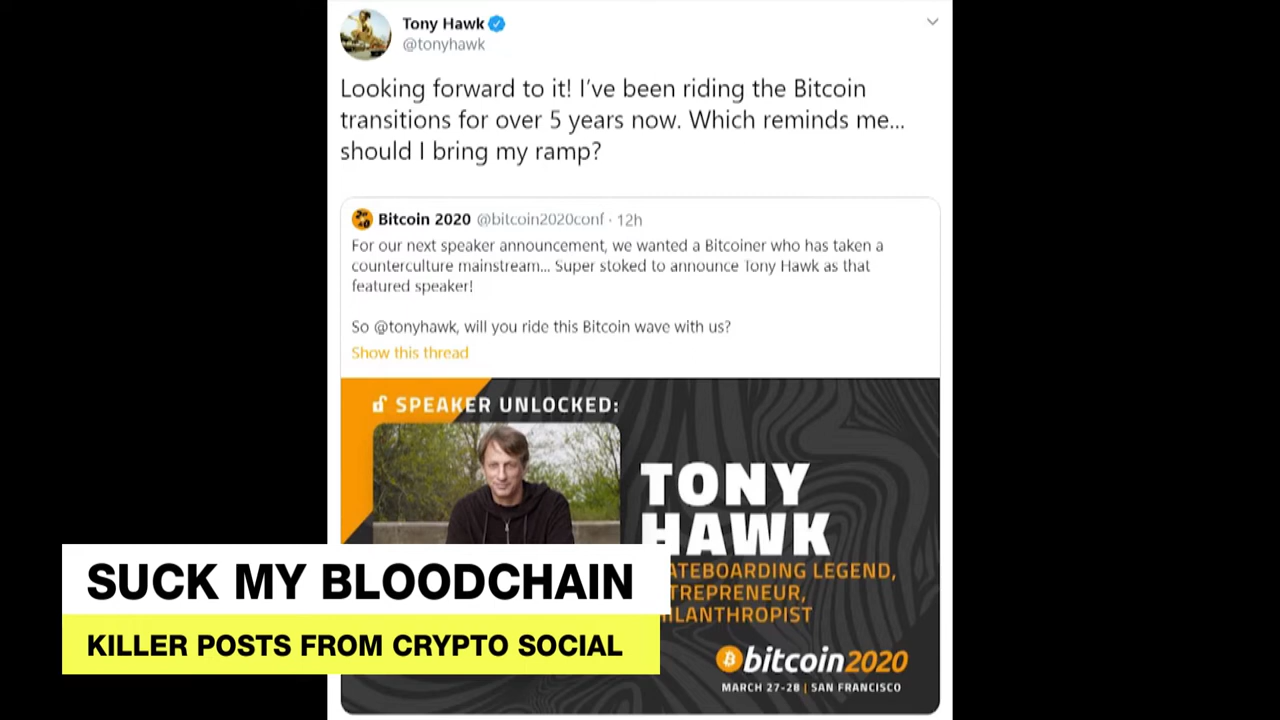 Tony Hawk
@tonyhawk
Looking forward to it! I've been riding the Bitcoin
transitions for over 5 years now. Which reminds me...
should I bring my ramp?
Bitcoin 2020 @bitcoin2020conf · 12h
For our next speaker announcement, we wanted a Bitcoiner who has taken a
counterculture mainstream... Super stoked to announce Tony Hawk as that
featured speaker!
So @tonyhawk, will you ride this Bitcoin wave with us?
Show this thread
SPEAKER UNLOCKED:
TONY
HAWK
LEGEND,
bitcoin2020
MARCH 27-28 | SAN FRANCISCO
SUCK MY BLOODCHAIN
KILLER POSTS FROM CRYPTO SOCIAL